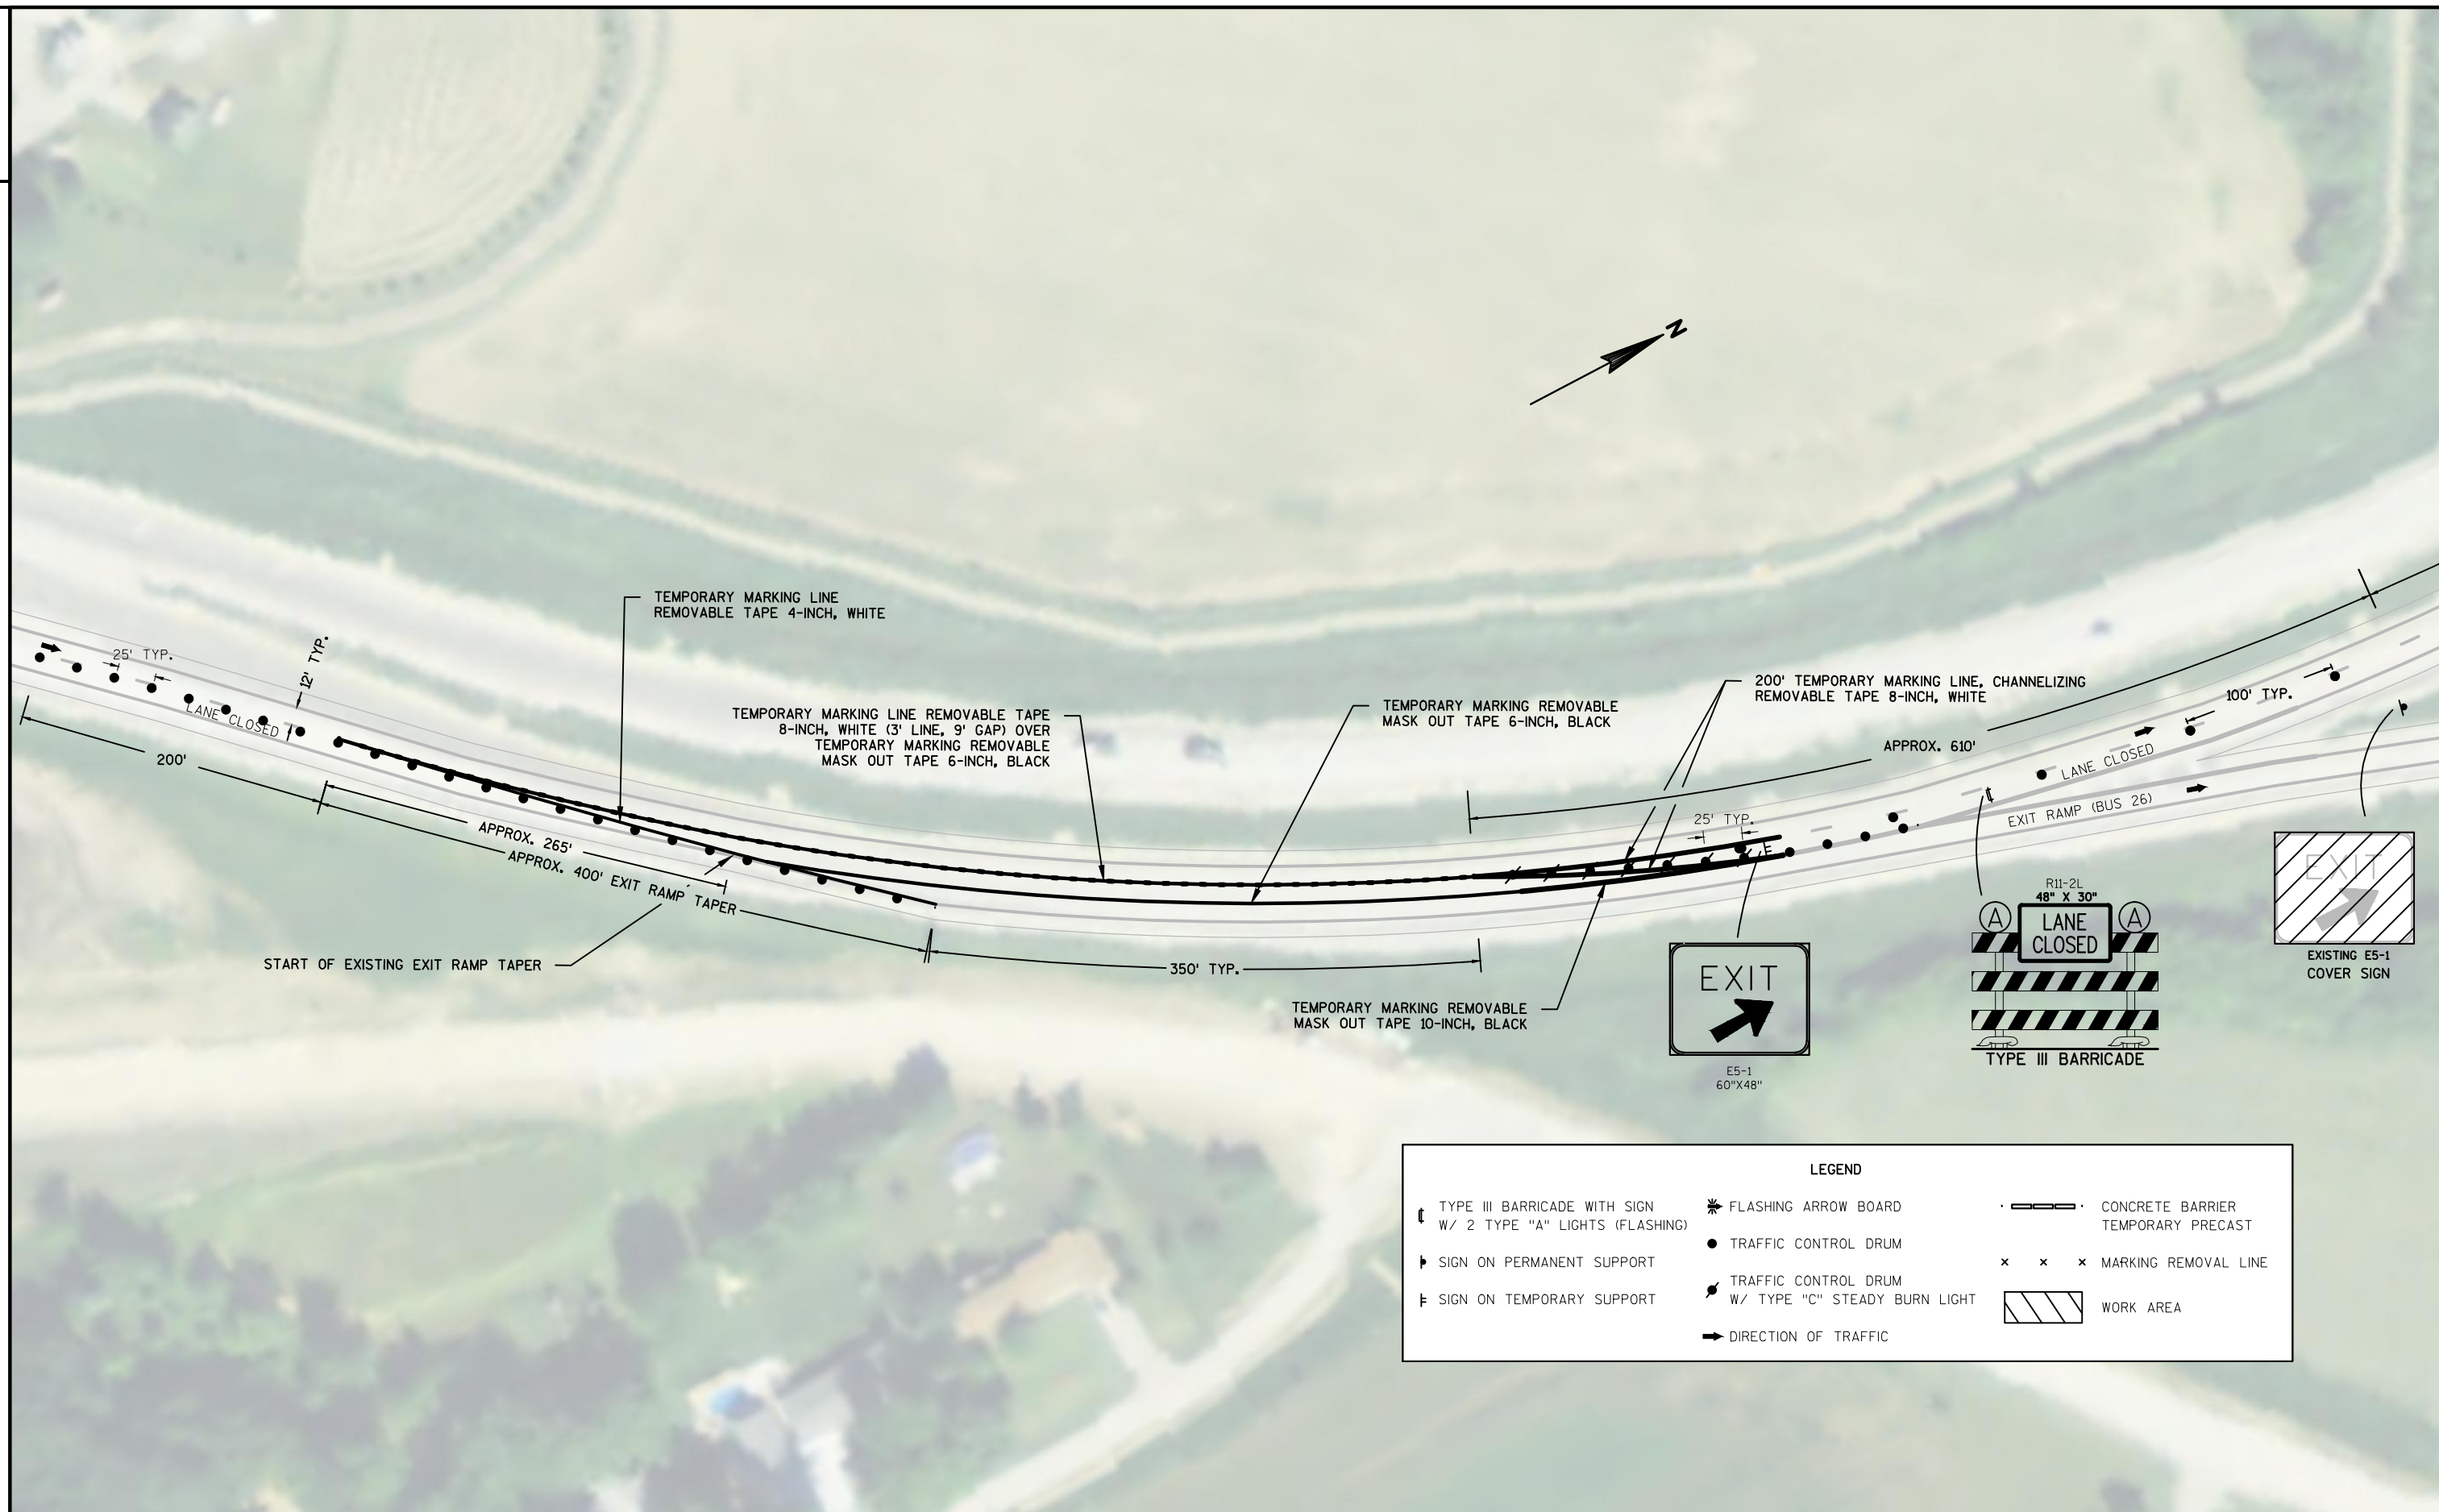 N
TEMPORARY MARKING LINE
REMOVABLE TAPE 4-INCH, WHITE
25' TYP.
12' TYP.
LANE CLOSED
200'
TEMPORARY MARKING LINE REMOVABLE TAPE
8-INCH, WHITE (3' LINE, 9' GAP) OVER
TEMPORARY MARKING REMOVABLE
MASK OUT TAPE 6-INCH, BLACK
TEMPORARY MARKING REMOVABLE
MASK OUT TAPE 6-INCH, BLACK
200' TEMPORARY MARKING LINE, CHANNELIZING
REMOVABLE TAPE 8-INCH, WHITE
100' TYP.
APPROX. 610'
LANE CLOSED
25' TYP.
EXIT RAMP (BUS 26)
APPROX. 265'
APPROX. 400' EXIT RAMP TAPER
START OF EXISTING EXIT RAMP TAPER
350' TYP.
TEMPORARY MARKING REMOVABLE
MASK OUT TAPE 10-INCH, BLACK
EXIT
E5-1
60"X48"
R11-2L
48" X 30"
A
LANE
CLOSED
A
TYPE III BARRICADE
EXIT
EXISTING E5-1
COVER SIGN
LEGEND
TYPE III BARRICADE WITH SIGN
W/ 2 TYPE "A" LIGHTS (FLASHING)
SIGN ON PERMANENT SUPPORT
SIGN ON TEMPORARY SUPPORT
FLASHING ARROW BOARD
TRAFFIC CONTROL DRUM
TRAFFIC CONTROL DRUM
W/ TYPE "C" STEADY BURN LIGHT
DIRECTION OF TRAFFIC
CONCRETE BARRIER
TEMPORARY PRECAST
MARKING REMOVAL LINE
WORK AREA